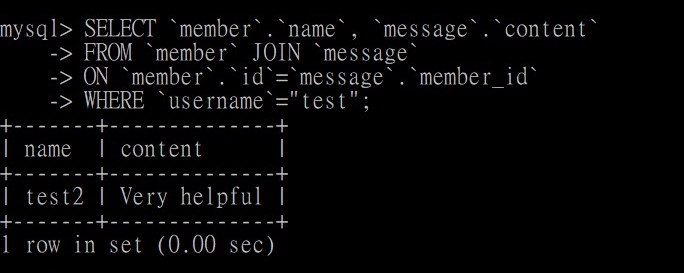 mysql> SELECT `member`.`name`, `message`.`content`
    -> FROM `member` JOIN `message`
    -> ON `member`.`id`=`message`.`member_id`
    -> WHERE `username`="test";
+-------+--------------+
| name  | content      |
+-------+--------------+
| test2 | Very helpful |
+-------+--------------+
1 row in set (0.00 sec)